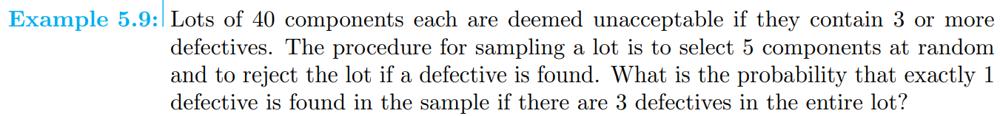 Example 5.9: Lots of 40 components each are deemed unacceptable if they contain 3 or more
defectives. The procedure for sampling a lot is to select 5 components at random
and to reject the lot if a defective is found. What is the probability that exactly 1
defective is found in the sample if there are 3 defectives in the entire lot?